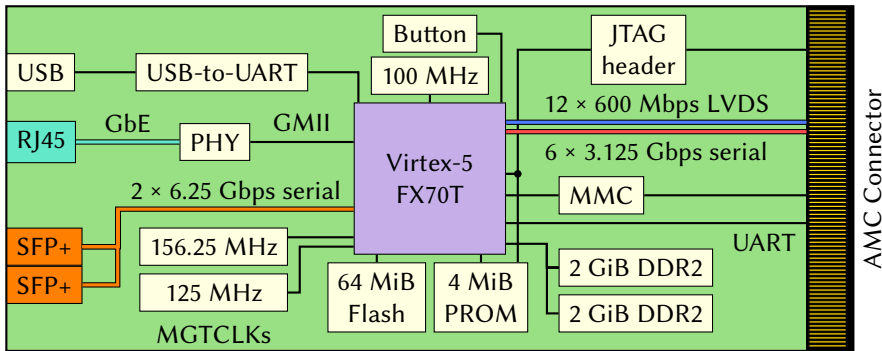 Button
JTAG
header
USB
USB-to-UART
100 MHz
12 × 600 Mbps LVDS
RJ45
GbE
PHY
GMII
6 × 3.125 Gbps serial
Virtex-5
FX70T
2 × 6.25 Gbps serial
MMC
UART
SFP+
156.25 MHz
SFP+
125 MHz
64 MiB
Flash
4 MiB
PROM
2 GiB DDR2
2 GiB DDR2
MGTCLKs
AMC Connector